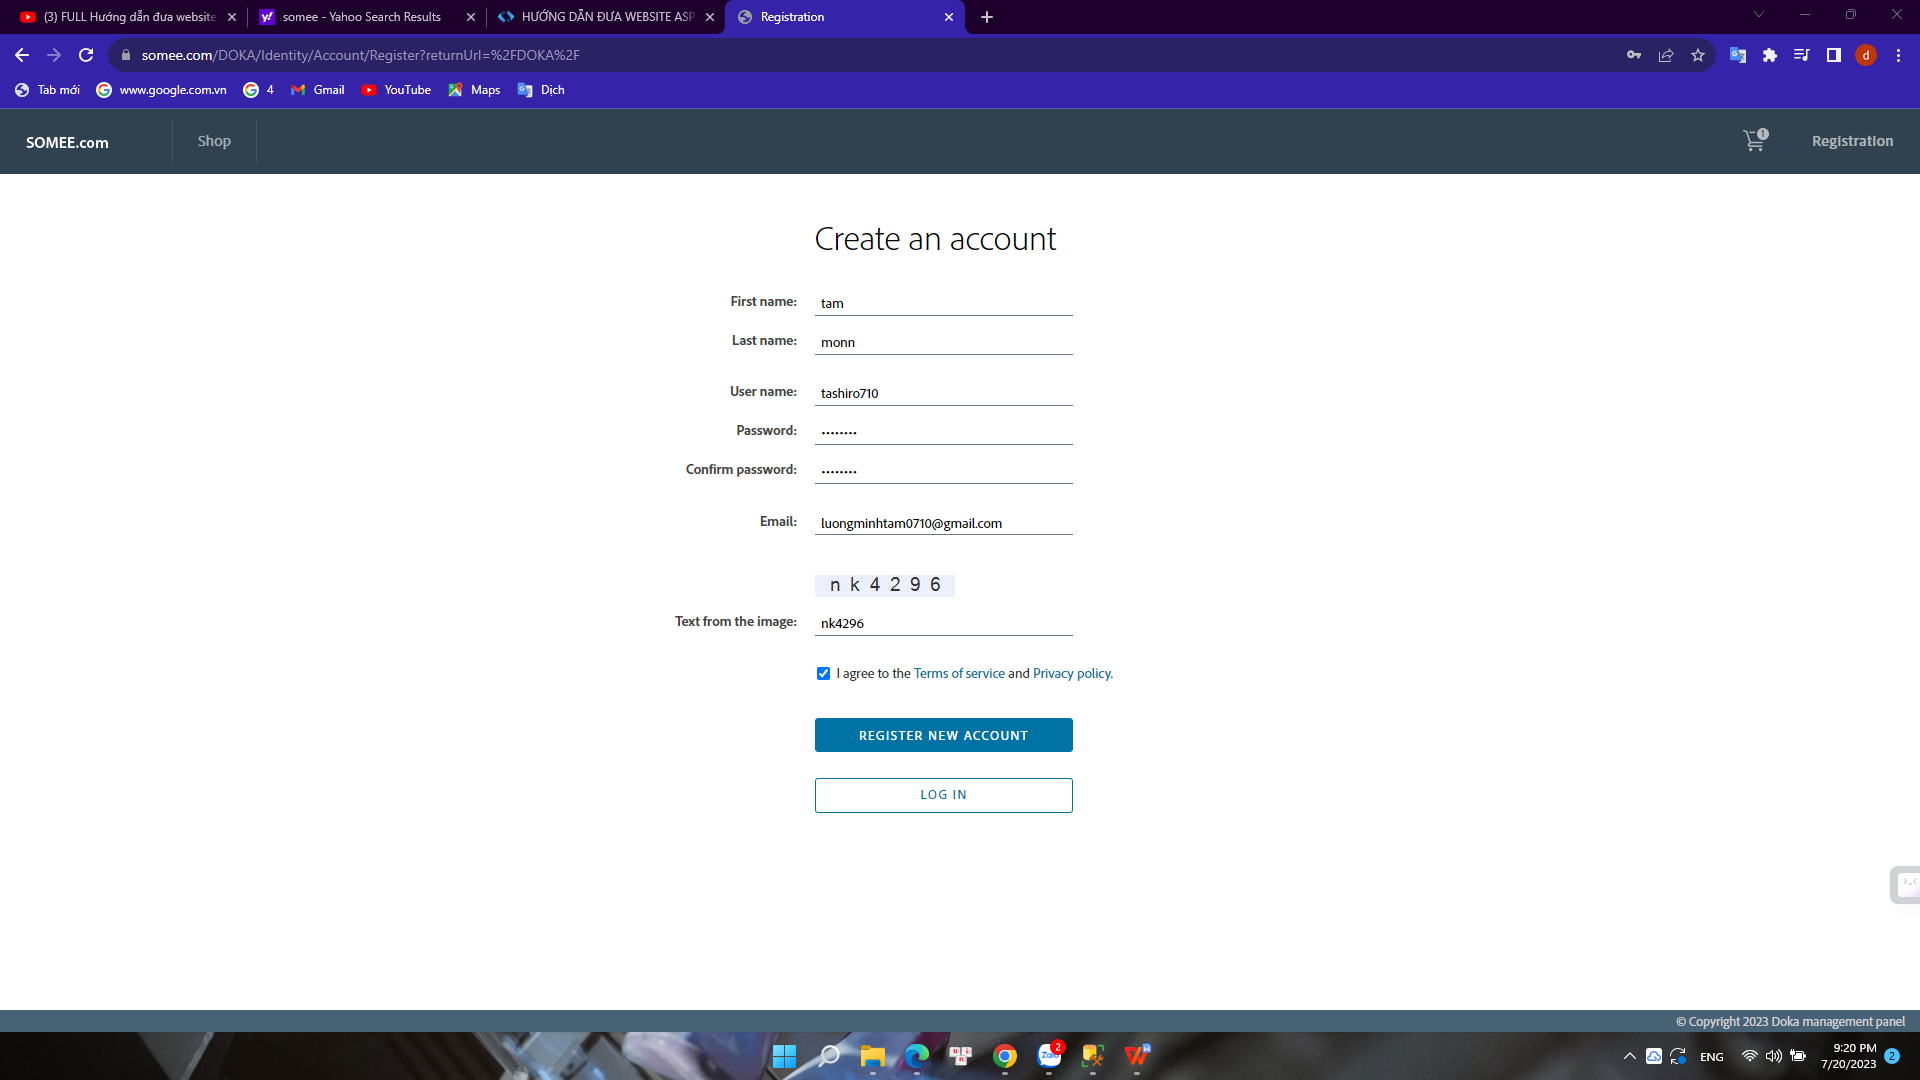 (3) FULL Hướng dẫn đưa website
somee - Yahoo Search Results
HƯỚNG DẪN ĐƯA WEBSITE ASP.
Registration
somee.com/DOKA/Identity/Account/Register?returnUrl=%2FDOKA%2F
d
Tab mới
www.google.com.vn
4
Gmail
YouTube
Maps
Dịch
SOMEE.com
Shop
1
Registration
Create an account
First name:
tam
Last name:
monn
User name:
tashiro710
Password:
••••••••
Confirm password:
••••••••
Email:
luongminhtam0710@gmail.com
n k 4 2 9 6
Text from the image:
nk4296
I agree to the Terms of service and Privacy policy.
REGISTER NEW ACCOUNT
LOG IN
© Copyright 2023 Doka management panel
Zalo
2
ENG
9:20 PM
7/20/2023
2